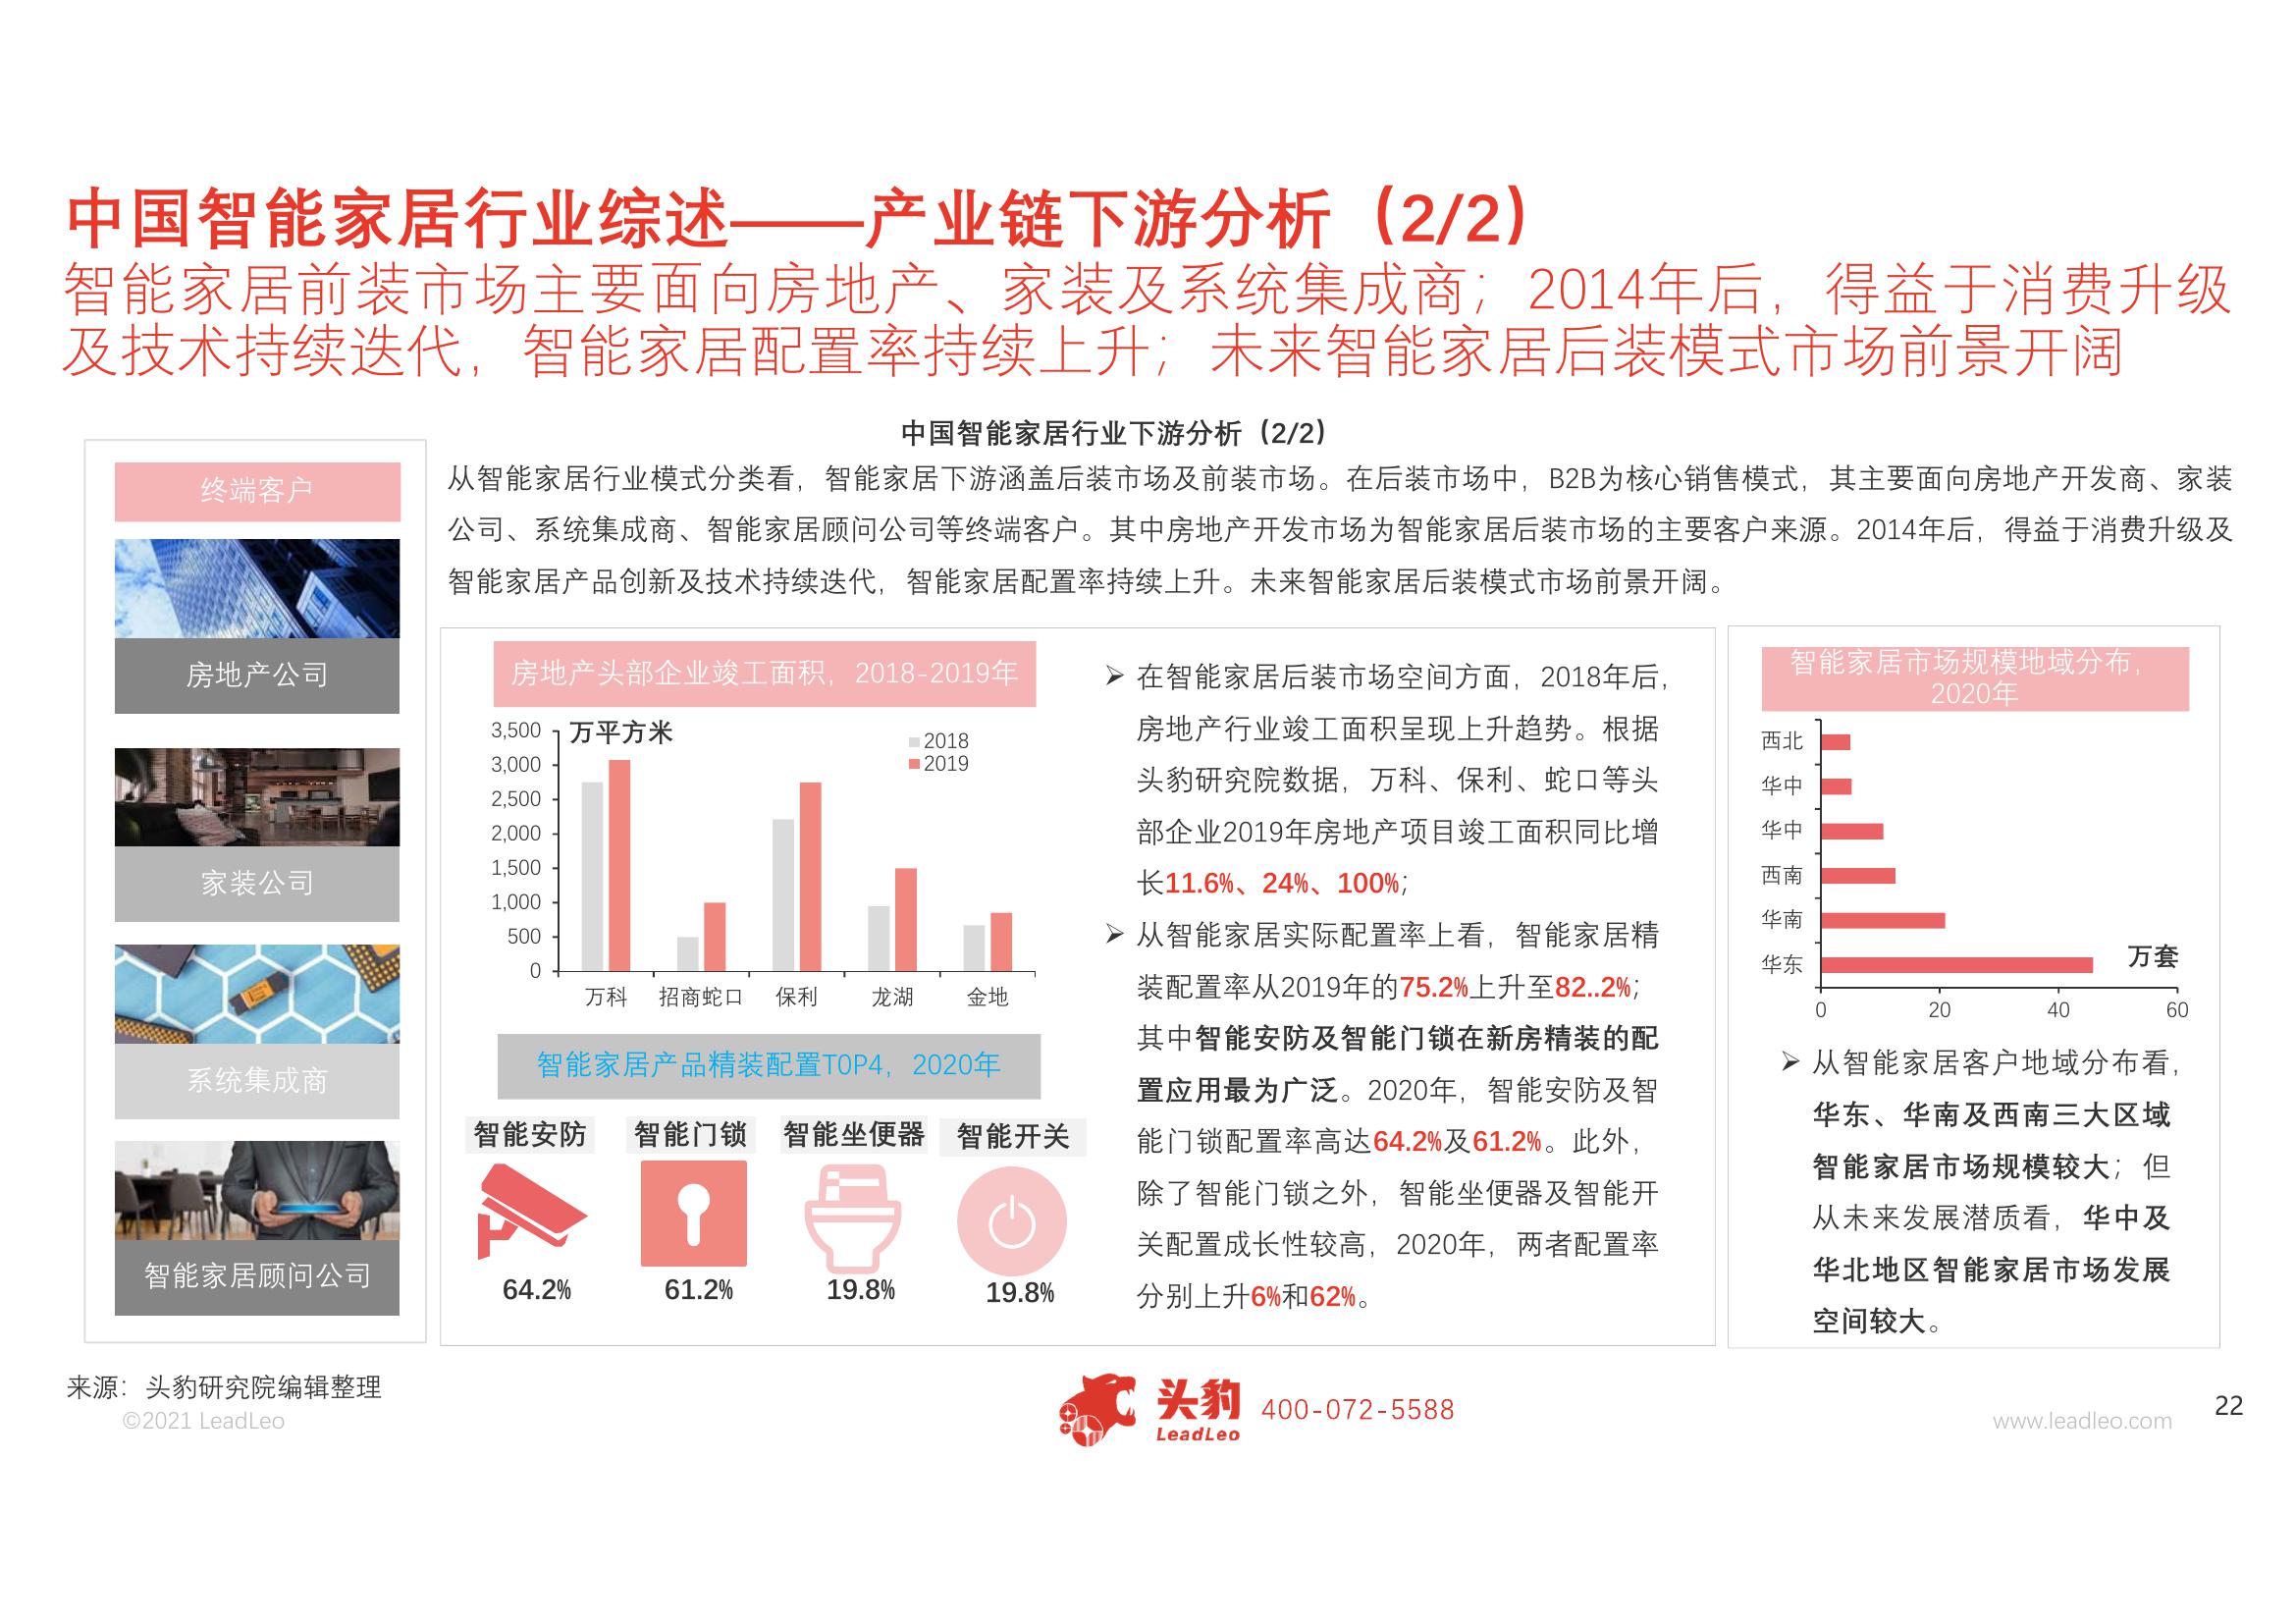 中国智能家居行业综述——产业链下游分析（2/2）
智能家居前装市场主要面向房地产、家装及系统集成商；2014年后，得益于消费升级
及技术持续迭代，智能家居配置率持续上升；未来智能家居后装模式市场前景开阔
中国智能家居行业下游分析（2/2）
从智能家居行业模式分类看，智能家居下游涵盖后装市场及前装市场。在后装市场中，B2B为核心销售模式，其主要面向房地产开发商、家装
公司、系统集成商、智能家居顾问公司等终端客户。其中房地产开发市场为智能家居后装市场的主要客户来源。2014年后，得益于消费升级及
智能家居产品创新及技术持续迭代，智能家居配置率持续上升。未来智能家居后装模式市场前景开阔。
终端客户
房地产公司
家装公司
系统集成商
智能家居顾问公司
房地产头部企业竣工面积，2018-2019年
万平方米
2018
2019
3,500
3,000
2,500
2,000
1,500
1,000
500
0
万科
招商蛇口
保利
龙湖
金地
智能家居产品精装配置TOP4，2020年
智能安防
智能门锁
智能坐便器
智能开关
64.2%
61.2%
19.8%
19.8%
➢ 在智能家居后装市场空间方面，2018年后，
房地产行业竣工面积呈现上升趋势。根据
头豹研究院数据，万科、保利、蛇口等头
部企业2019年房地产项目竣工面积同比增
长11.6%、24%、100%；
➢ 从智能家居实际配置率上看，智能家居精
装配置率从2019年的75.2%上升至82..2%；
其中智能安防及智能门锁在新房精装的配
置应用最为广泛。2020年，智能安防及智
能门锁配置率高达64.2%及61.2%。此外，
除了智能门锁之外，智能坐便器及智能开
关配置成长性较高，2020年，两者配置率
分别上升6%和62%。
智能家居市场规模地域分布，
2020年
西北
华中
华中
西南
华南
华东
万套
0
20
40
60
➢ 从智能家居客户地域分布看，
华东、华南及西南三大区域
智能家居市场规模较大；但
从未来发展潜质看，华中及
华北地区智能家居市场发展
空间较大。
来源：头豹研究院编辑整理
©2021 LeadLeo
头豹
LeadLeo
400-072-5588
www.leadleo.com
22